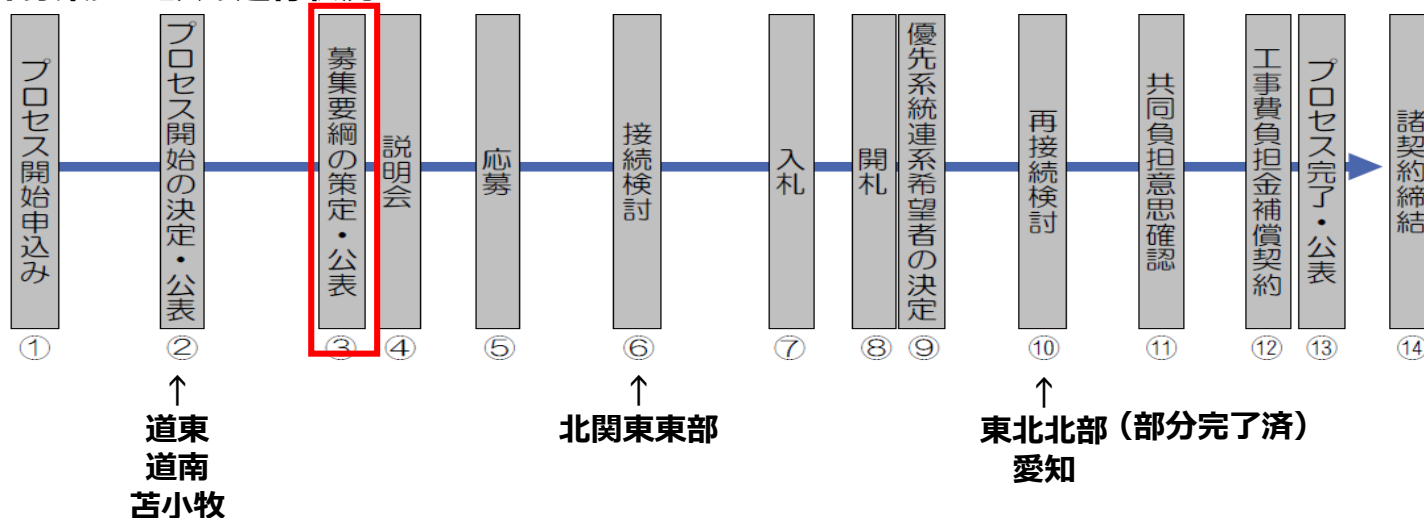 プロセス開始申込み
プロセス開始の決定・公表
募集要綱の策定・公表
説明会
応募
接続検討
入札
開札
優先系統連系希望者の決定
再接続検討
共同負担意思確認
工事費負担金補償契約
プロセス完了・公表
諸契約締結
① ② ③ ④ ⑤ ⑥ ⑦ ⑧ ⑨ ⑩ ⑪ ⑫ ⑬ ⑭
↑ ↑ ↑
道東
道南
苫小牧
北関東東部
東北北部（部分完了済）
愛知